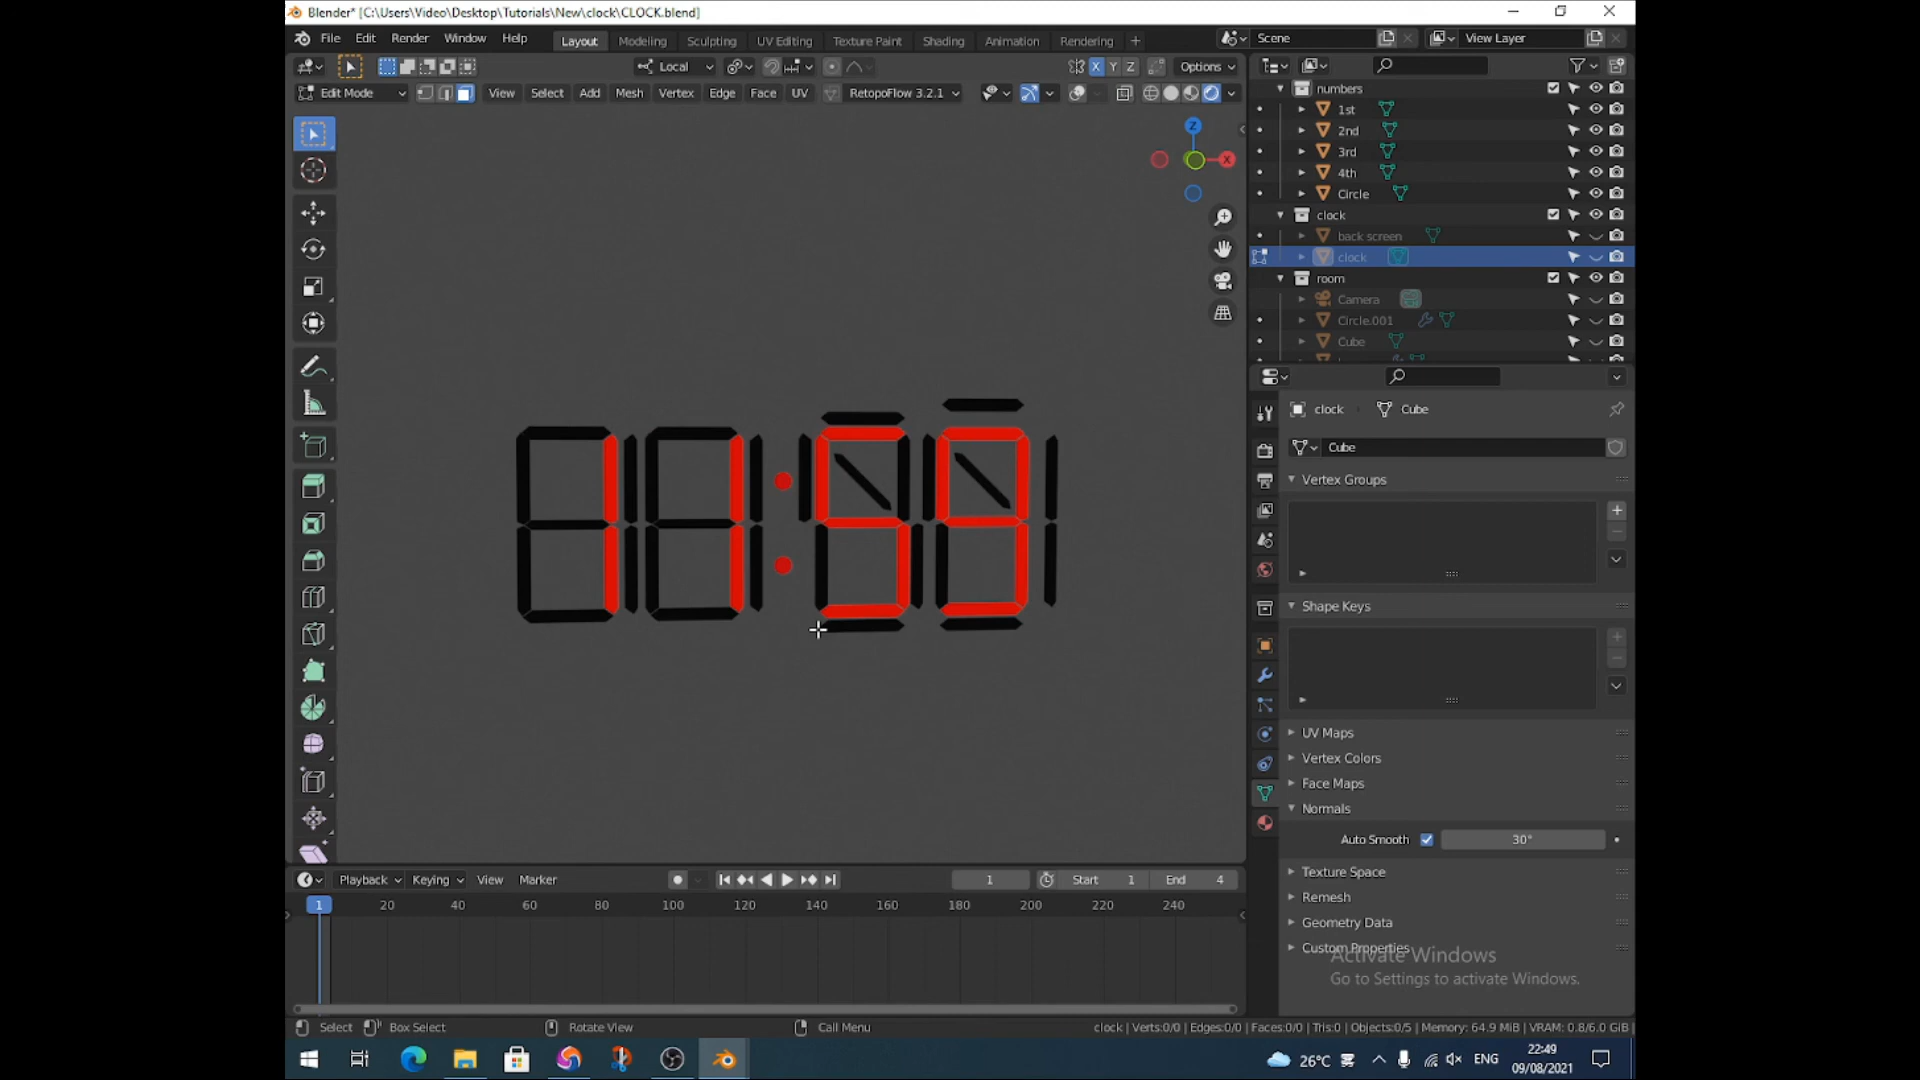 Blender* [C:\Users\Video\Desktop\Tutorials\New\clock\CLOCK.blend]
File Edit Render Window Help Layout Modeling Sculpting UV Editing Texture Paint Shading Animation Rendering + Scene View Layer
Local X Y Z Options
Edit Mode View Select Add Mesh Vertex Edge Face UV RetopoFlow 3.2.1
numbers
1st
2nd
3rd
4th
Circle
clock
back screen
clock
room
Camera
Circle.001
Cube
Z
X
11:59
clock Cube
Cube
Vertex Groups
Shape Keys
UV Maps
Vertex Colors
Face Maps
Normals
Auto Smooth 30°
Texture Space
Remesh
Geometry Data
Custom Properties
Activate Windows
Go to Settings to activate Windows.
Playback Keying View Marker 1 Start 1 End 4
1 20 40 60 80 100 120 140 160 180 200 220 240
Select Box Select Rotate View Call Menu clock | Verts:0/0 | Edges:0/0 | Faces:0/0 | Tris:0 | Objects:0/5 | Memory: 64.9 MiB | VRAM: 0.8/6.0 GiB
26°C ENG 22:49
09/08/2021